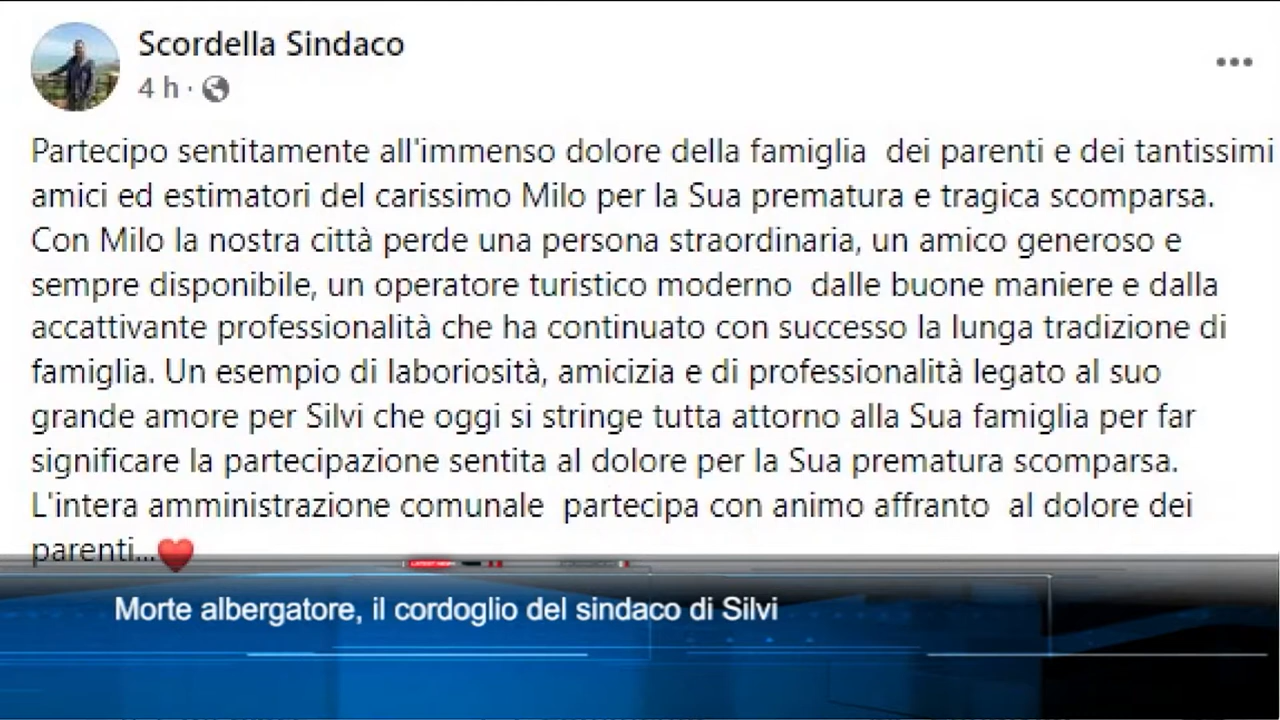 Scordella Sindaco
4 h ·
Partecipo sentitamente all'immenso dolore della famiglia dei parenti e dei tantissimi
amici ed estimatori del carissimo Milo per la Sua prematura e tragica scomparsa.
Con Milo la nostra città perde una persona straordinaria, un amico generoso e
sempre disponibile, un operatore turistico moderno dalle buone maniere e dalla
accattivante professionalità che ha continuato con successo la lunga tradizione di
famiglia. Un esempio di laboriosità, amicizia e di professionalità legato al suo
grande amore per Silvi che oggi si stringe tutta attorno alla Sua famiglia per far
significare la partecipazione sentita al dolore per la Sua prematura scomparsa.
L'intera amministrazione comunale partecipa con animo affranto al dolore dei
parenti...❤️
LATEST NEWS
Morte albergatore, il cordoglio del sindaco di Silvi